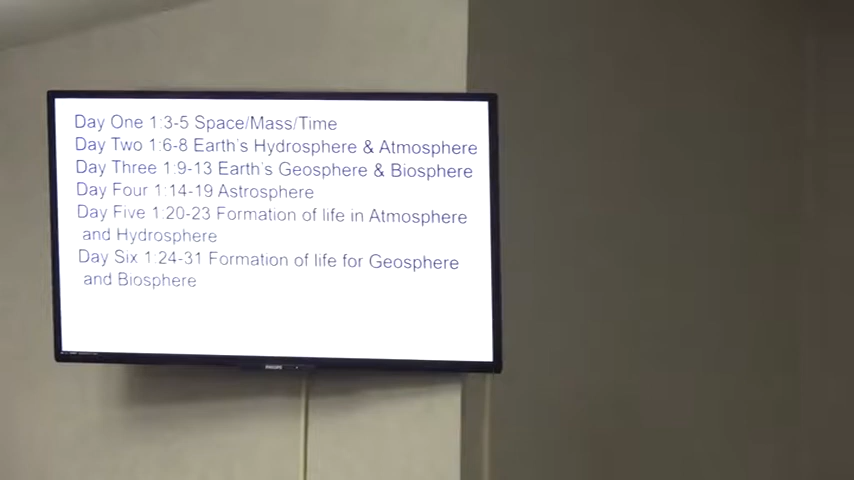 Day One 1:3-5 Space/Mass/Time
Day Two 1:6-8 Earth's Hydrosphere & Atmosphere
Day Three 1:9-13 Earth's Geosphere & Biosphere
Day Four 1:14-19 Astrosphere
Day Five 1:20-23 Formation of life in Atmosphere
and Hydrosphere
Day Six 1:24-31 Formation of life for Geosphere
and Biosphere
PHILIPS